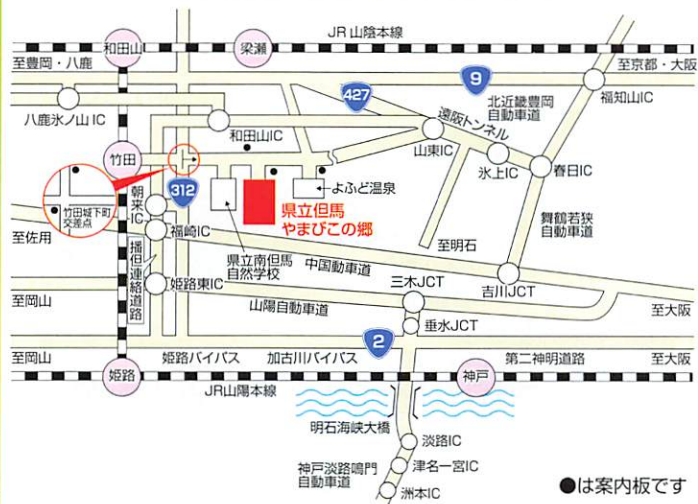 JR山陰本線
和田山
梁瀬
至豊岡・八鹿
至京都・大阪
9
427
北近畿豊岡
自動車道
福知山IC
八鹿氷ノ山IC
和田山IC
遠阪トンネル
山東IC
氷上IC
春日IC
竹田
312
竹田城下町
交差点
朝来IC
よふど温泉
県立但馬
やまびこの郷
県立南但馬
自然学校
舞鶴若狭
自動車道
至佐用
福崎IC
至明石
播但連絡道路
中国動車道
吉川JCT
姫路東IC
三木JCT
至岡山
山陽自動車道
至大阪
垂水JCT
2
至岡山
姫路バイパス
加古川バイパス
第二神明道路
至大阪
姫路
神戸
JR山陽本線
明石海峡大橋
淡路IC
神戸淡路鳴門
自動車道
津名一宮IC
洲本IC
●は案内板です